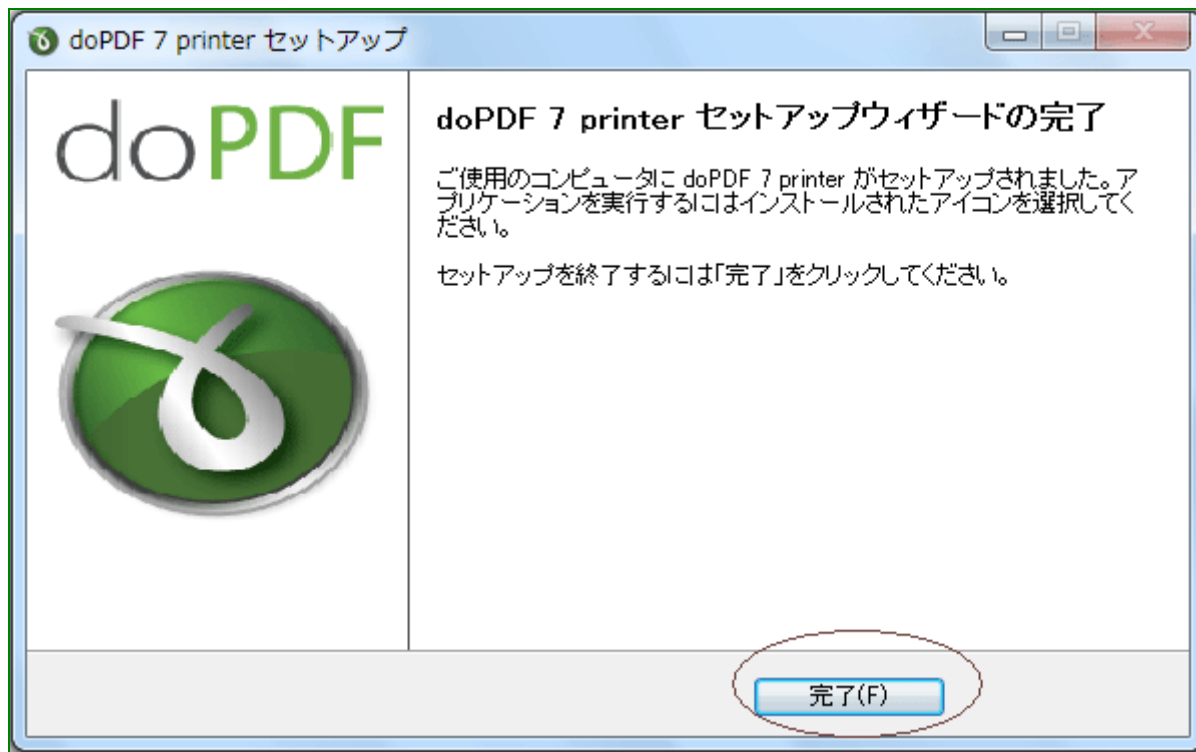 doPDF 7 printer セットアップ
doPDF
doPDF 7 printer セットアップウィザードの完了
ご使用のコンピュータに doPDF 7 printer がセットアップされました。ア
プリケーションを実行するにはインストールされたアイコンを選択してく
ださい。
セットアップを終了するには「完了」をクリックしてください。
完了(F)